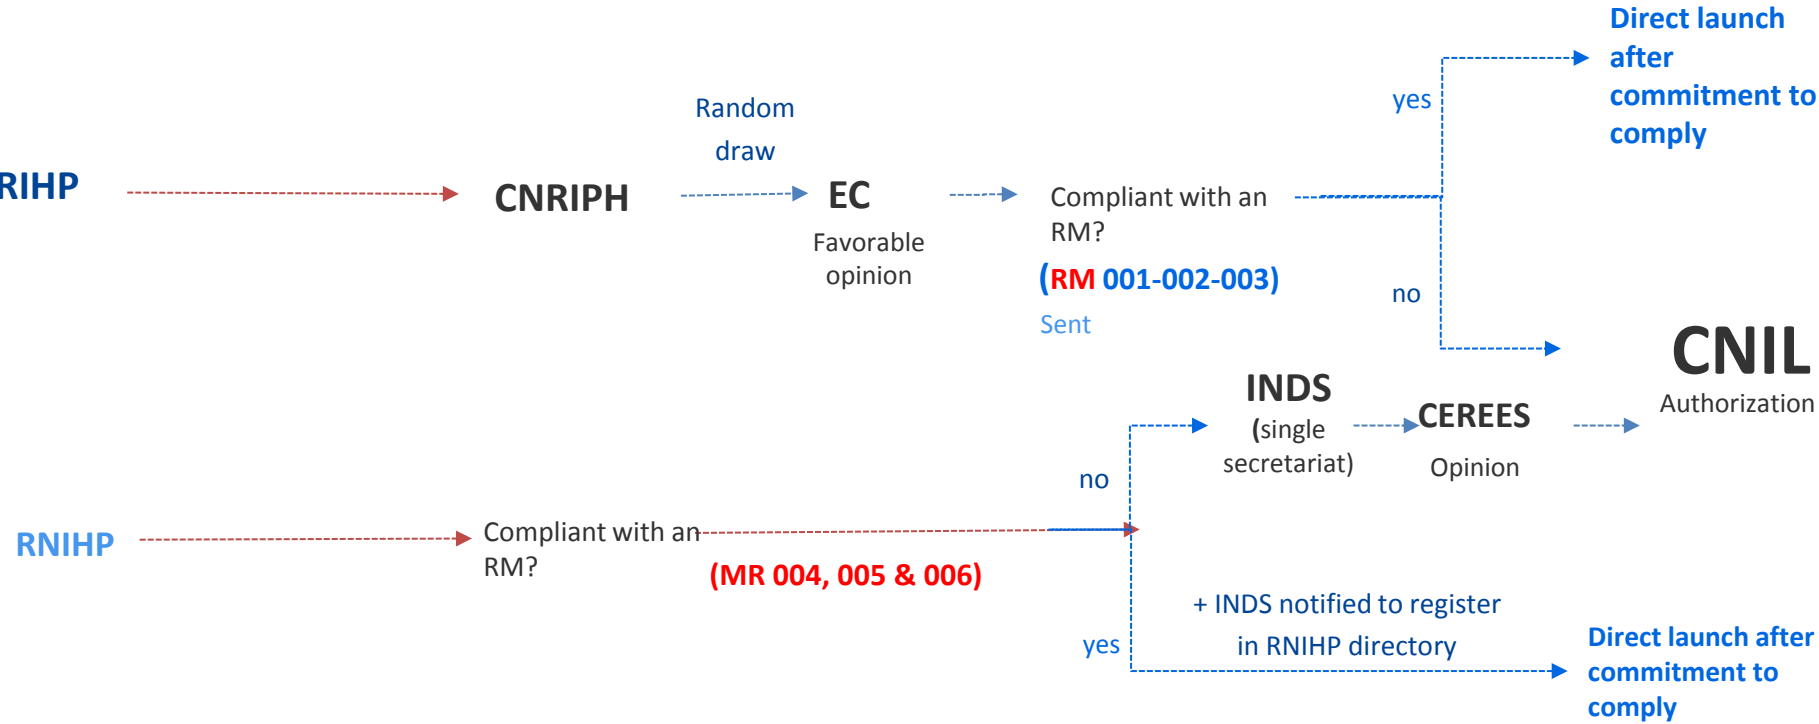 Direct launch
after
commitment to
comply
yes
Random
draw
RIHP
CNRIPH
EC
Favorable
opinion
Compliant with an
RM?
(RM 001-002-003)
Sent
no
CNIL
Authorization
INDS
(single
secretariat)
CEREES
Opinion
no
RNIHP
Compliant with an
RM?
(MR 004, 005 & 006)
+ INDS notified to register
in RNIHP directory
yes
Direct launch after
commitment to
comply